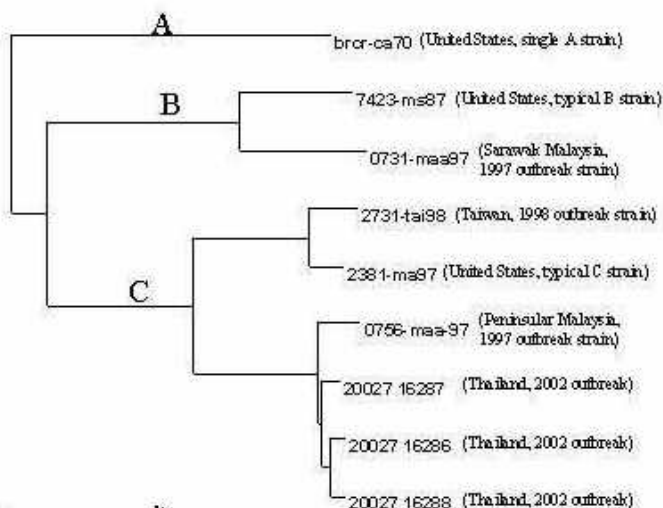 A
brcr-ca70 (United States, single A strain)
B
7423-ms87 (United States, typical B strain)
0731-maa97 (Sarawak Malaysia,
1997 outbreak strain)
2731-tai98 (Taiwan, 1998 outbreak strain)
C
2381-ma97 (United States, typical C strain)
0756-maa-97 (Peninsular Malaysia,
1997 outbreak strain)
20027 16287 (Thailand, 2002 outbreak)
20027 16286 (Thailand, 2002 outbreak)
20027 16288 (Thailand, 2002 outbreak)